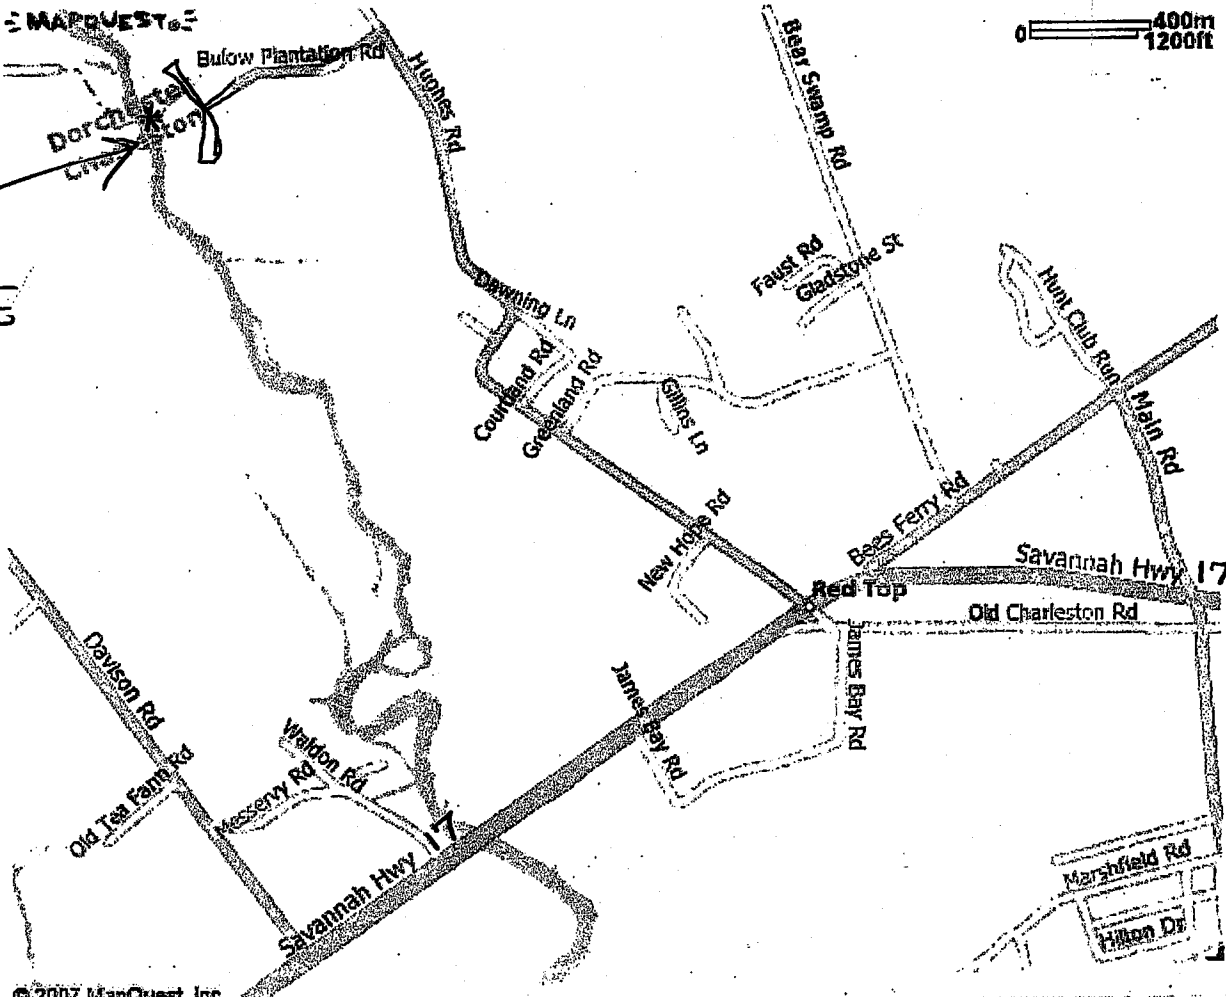 MAPQUEST®
400m
0
1200ft
Bulow Plantation Rd
Hughes Rd
Bear Swamp Rd
Dorchester
Charleston
Faust Rd
Gladstone St
Hunt Club Run
Downing Ln
Courtland Rd
Greenland Rd
Gillins Ln
Main Rd
New Hope Rd
Bees Ferry Rd
Savannah Hwy 17
Red Top
Old Charleston Rd
James Bay Rd
James Bay Rd
Davison Rd
Waldon Rd
Messervy Rd
Old Tea Farm Rd
Savannah Hwy 17
Marshfield Rd
Hilton Dr
© 2007 MapQuest, Inc